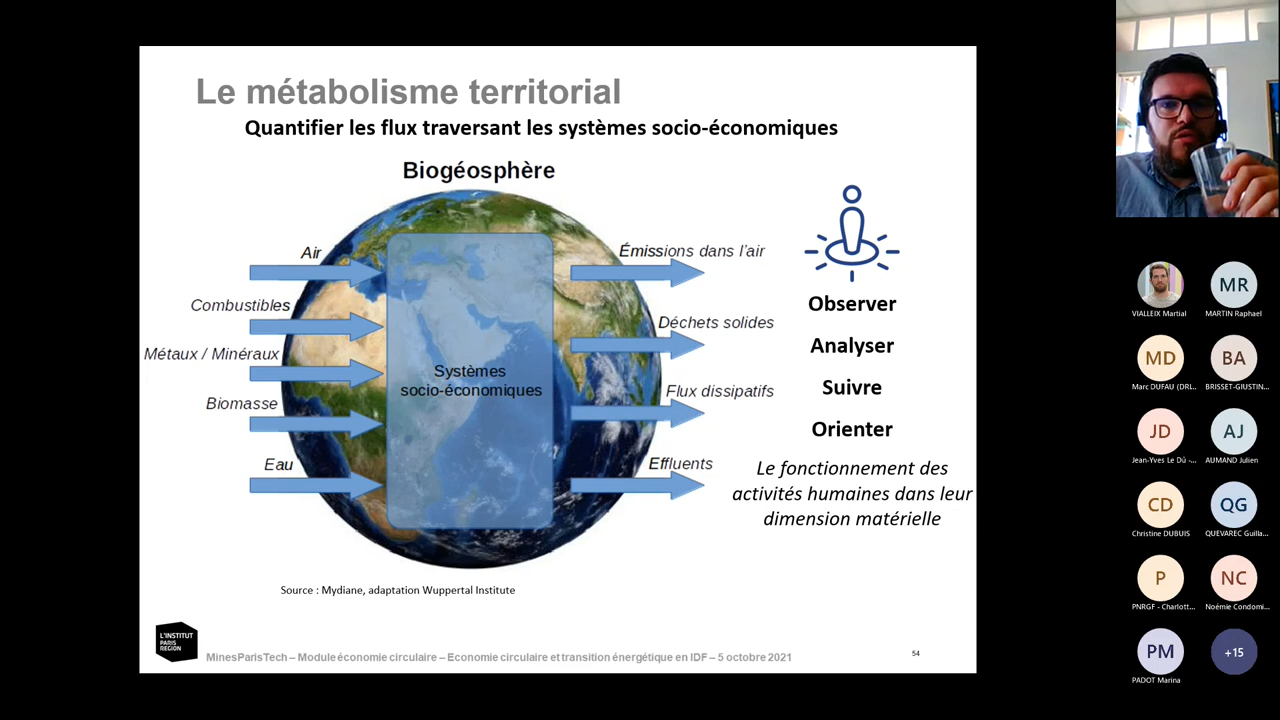 Le métabolisme territorial
Quantifier les flux traversant les systèmes socio-économiques
Biogéosphère
Air
Combustibles
Métaux / Minéraux
Biomasse
Eau
Systèmes
socio-économiques
Émissions dans l'air
Déchets solides
Flux dissipatifs
Effluents
Observer
Analyser
Suivre
Orienter
Le fonctionnement des
activités humaines dans leur
dimension matérielle
Source : Mydiane, adaptation Wuppertal Institute
L'INSTITUT
PARIS
REGION
MinesParisTech – Module économie circulaire – Economie circulaire et transition énergétique en IDF – 5 octobre 2021
54
VIALLEIX Martial
MR
MARTIN Raphael
MD
Marc DUFAU (DRI...
BA
BRISSET-GIUSTIN...
JD
Jean-Yves Le Dû -...
AJ
AUMAND Julien
CD
Christine DUBUIS
QG
QUEVAREC Guilla...
P
PNRGF - Charlott...
NC
Noémie Condomi...
PM
PADOT Marina
+15